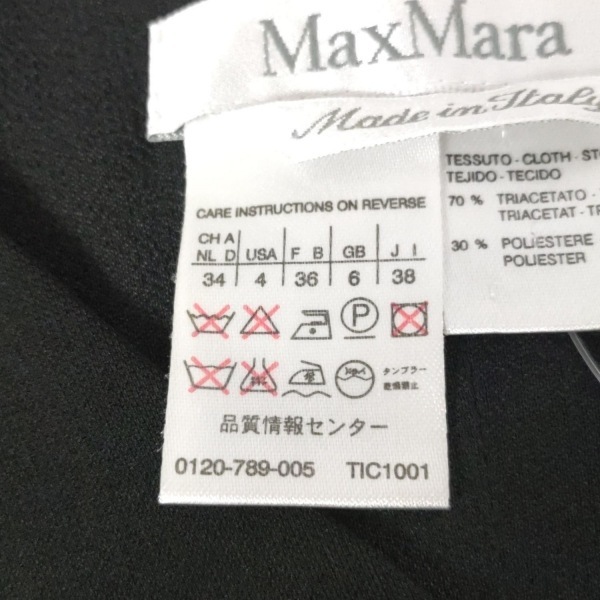 MaxMara
Made in Italy
CARE INSTRUCTIONS ON REVERSE
CH A USA F B GB J I
NL D
34 4 36 6 38
P
タンブラー
乾燥禁止
品質情報センター
0120-789-005 TIC1001
TESSUTO - CLOTH - ST
TEJIDO - TECIDO
70 % TRIACETATO -
TRIACETAT - TR
30 % POLIESTERE
POLIESTER